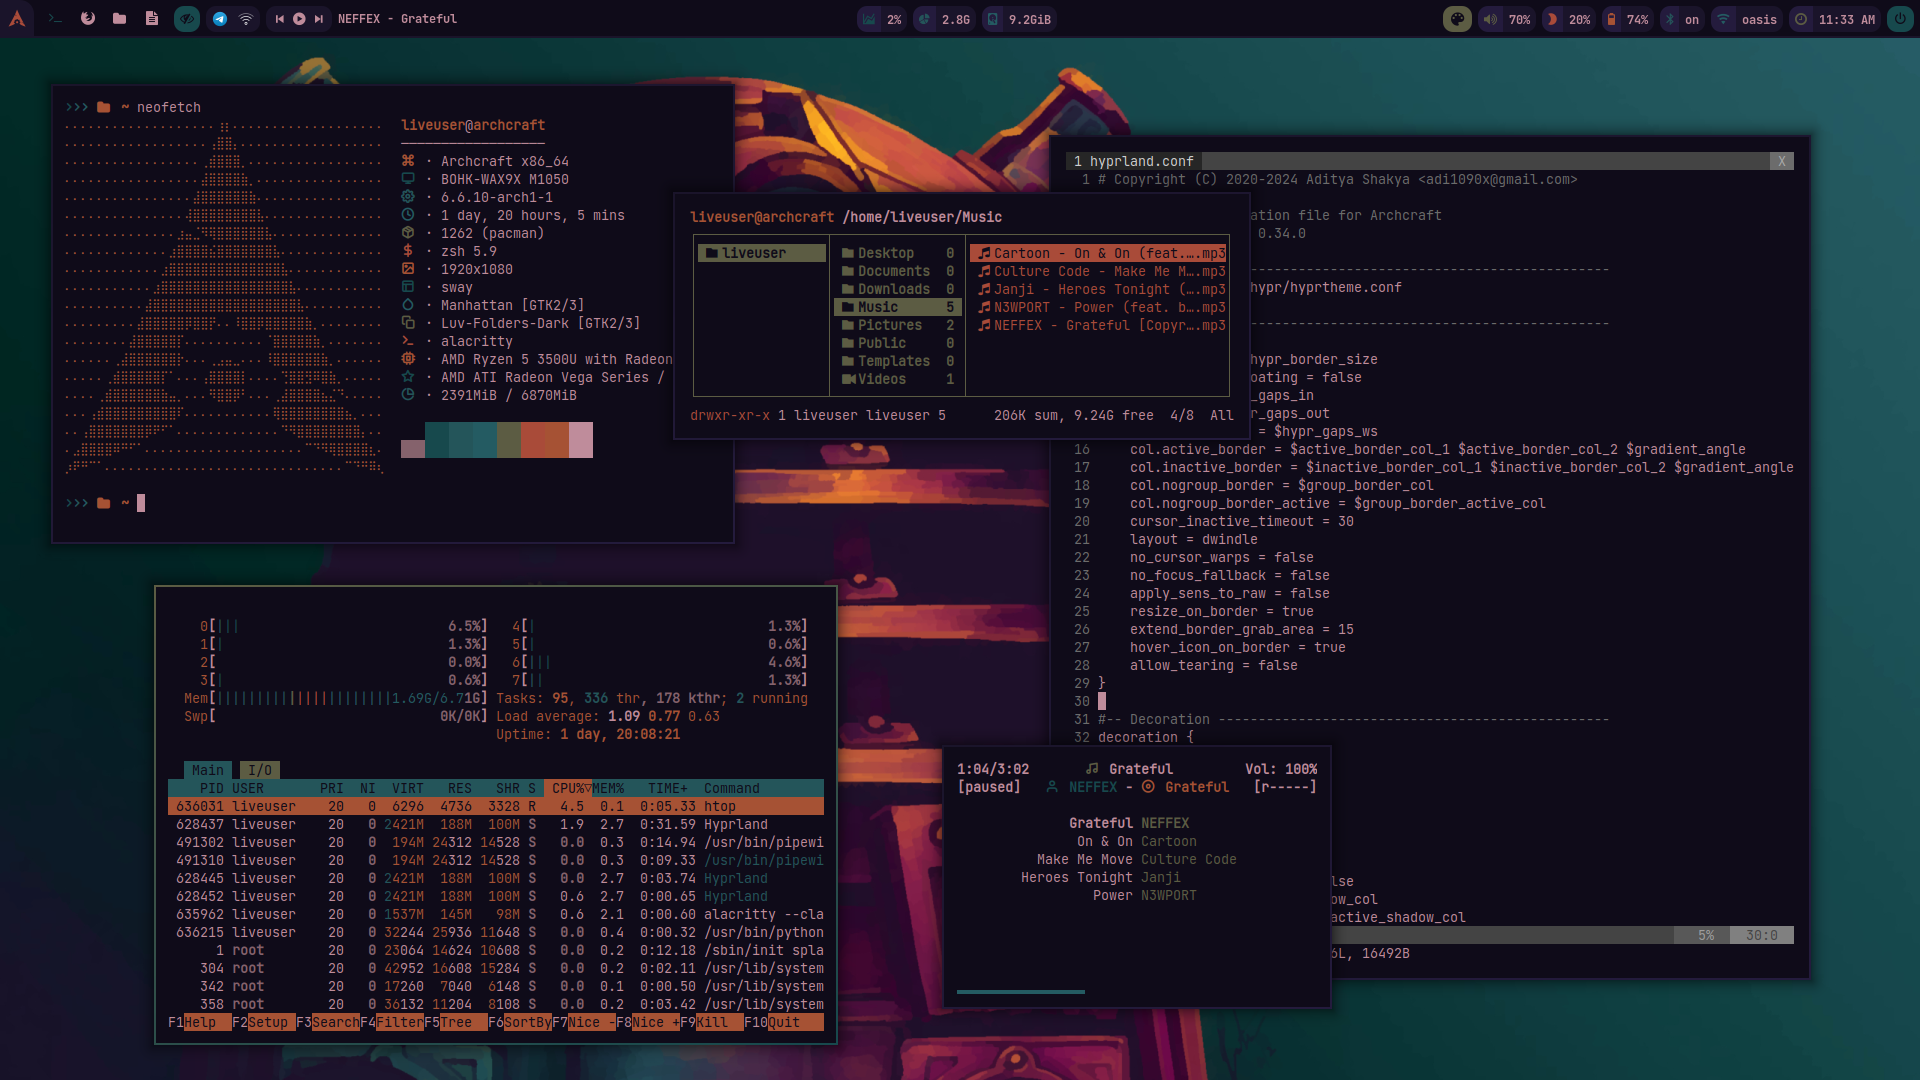 NEFFEX - Grateful
2%
2.8G
9.2GiB
70%
20%
74%
on
oasis
11:33 AM
~ neofetch
liveuser@archcraft
Archcraft x86_64
BOHK-WAX9X M1050
6.6.10-arch1-1
1 day, 20 hours, 5 mins
1262 (pacman)
zsh 5.9
1920x1080
sway
Manhattan [GTK2/3]
Luv-Folders-Dark [GTK2/3]
alacritty
AMD Ryzen 5 3500U with Radeon
AMD ATI Radeon Vega Series /
2391MiB / 6870MiB
~
liveuser@archcraft /home/liveuser/Music
liveuser
Desktop 0
Documents 0
Downloads 0
Music 5
Pictures 2
Public 0
Templates 0
Videos 1
Cartoon - On & On (feat.….mp3
Culture Code - Make Me M….mp3
Janji - Heroes Tonight (….mp3
N3WPORT - Power (feat. b….mp3
NEFFEX - Grateful [Copyr….mp3
drwxr-xr-x 1 liveuser liveuser 5 206K sum, 9.24G free 4/8 All
1 hyprland.conf X
1 # Copyright (C) 2020-2024 Aditya Shakya <adi1090x@gmail.com>
ation file for Archcraft
0.34.0
---------------------------------------------
hypr/hyprtheme.conf
---------------------------------------------
hypr_border_size
oating = false
_gaps_in
r_gaps_out
= $hypr_gaps_ws
16 col.active_border = $active_border_col_1 $active_border_col_2 $gradient_angle
17 col.inactive_border = $inactive_border_col_1 $inactive_border_col_2 $gradient_angle
18 col.nogroup_border = $group_border_col
19 col.nogroup_border_active = $group_border_active_col
20 cursor_inactive_timeout = 30
21 layout = dwindle
22 no_cursor_warps = false
23 no_focus_fallback = false
24 apply_sens_to_raw = false
25 resize_on_border = true
26 extend_border_grab_area = 15
27 hover_icon_on_border = true
28 allow_tearing = false
29 }
30
31 #-- Decoration -------------------------------------------------
32 decoration {
lse
ow_col
active_shadow_col
5% 30:0
6L, 16492B
0[||| 6.5%] 4[| 1.3%]
1[| 1.3%] 5[| 0.6%]
2[ 0.0%] 6[||| 4.6%]
3[| 0.6%] 7[|| 1.3%]
Mem[||||||||||||||||||||||1.69G/6.71G] Tasks: 95, 336 thr, 178 kthr; 2 running
Swp[ 0K/0K] Load average: 1.09 0.77 0.63
Uptime: 1 day, 20:08:21
Main I/O
PID USER PRI NI VIRT RES SHR S CPU%▽MEM% TIME+ Command
636031 liveuser 20 0 6296 4736 3328 R 4.5 0.1 0:05.33 htop
628437 liveuser 20 0 2421M 188M 100M S 1.9 2.7 0:31.59 Hyprland
491302 liveuser 20 0 194M 24312 14528 S 0.0 0.3 0:14.94 /usr/bin/pipewi
491310 liveuser 20 0 194M 24312 14528 S 0.0 0.3 0:09.33 /usr/bin/pipewi
628445 liveuser 20 0 2421M 188M 100M S 0.0 2.7 0:03.74 Hyprland
628452 liveuser 20 0 2421M 188M 100M S 0.6 2.7 0:00.65 Hyprland
635962 liveuser 20 0 1537M 145M 98M S 0.6 2.1 0:00.60 alacritty --cla
636215 liveuser 20 0 32244 25936 11648 S 0.0 0.4 0:00.32 /usr/bin/python
1 root 20 0 23064 14624 10608 S 0.0 0.2 0:12.18 /sbin/init spla
304 root 20 0 42952 16608 15284 S 0.0 0.2 0:02.11 /usr/lib/system
342 root 20 0 17260 7040 6148 S 0.0 0.1 0:00.50 /usr/lib/system
358 root 20 0 36132 11204 8108 S 0.0 0.2 0:03.42 /usr/lib/system
F1Help F2Setup F3SearchF4FilterF5Tree F6SortByF7Nice -F8Nice +F9Kill F10Quit
1:04/3:02 Grateful Vol: 100%
[paused] NEFFEX - Grateful [r-----]
Grateful NEFFEX
On & On Cartoon
Make Me Move Culture Code
Heroes Tonight Janji
Power N3WPORT